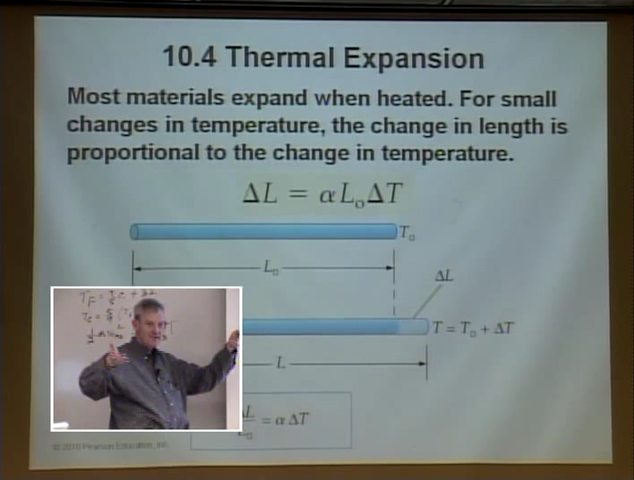 10.4 Thermal Expansion
Most materials expand when heated. For small
changes in temperature, the change in length is
proportional to the change in temperature.
ΔL = αL₀ΔT
T₀
L₀
ΔL
T = T₀ + ΔT
L
= α ΔT
© 2010 Pearson Education, Inc.